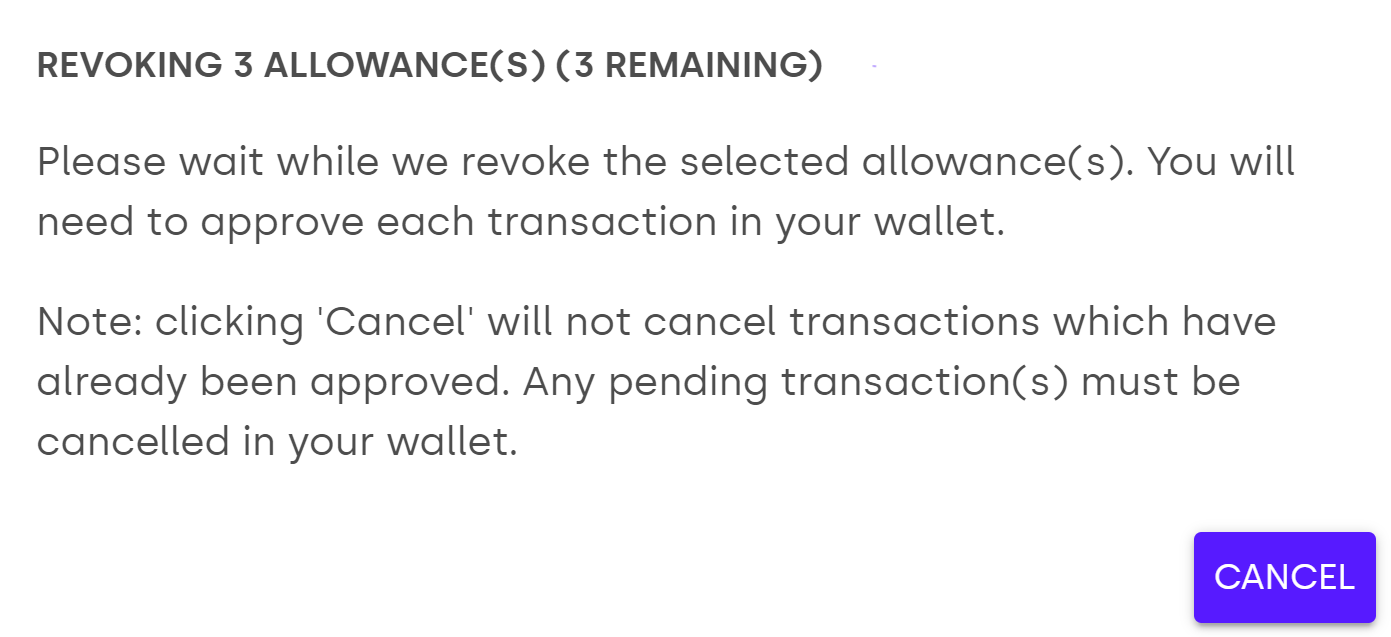 REVOKING 3 ALLOWANCE(S) (3 REMAINING)
Please wait while we revoke the selected allowance(s). You will
need to approve each transaction in your wallet.
Note: clicking 'Cancel' will not cancel transactions which have
already been approved. Any pending transaction(s) must be
cancelled in your wallet.
CANCEL